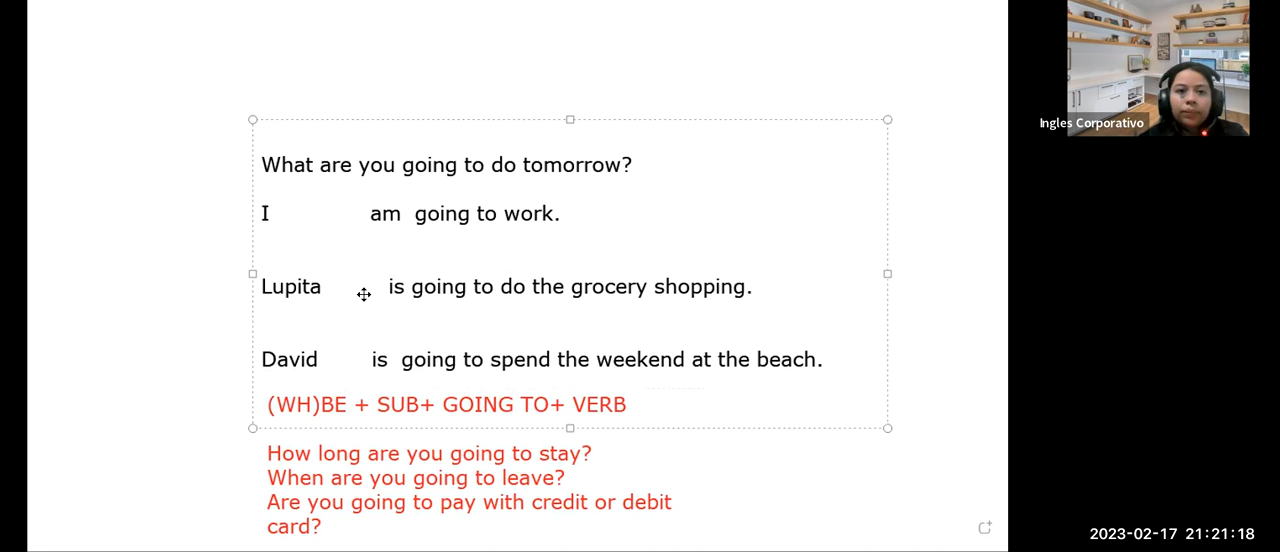 Ingles Corporativo
What are you going to do tomorrow?
I am going to work.
Lupita is going to do the grocery shopping.
David is going to spend the weekend at the beach.
(WH)BE + SUB+ GOING TO+ VERB
How long are you going to stay?
When are you going to leave?
Are you going to pay with credit or debit
card?
2023-02-17 21:21:18